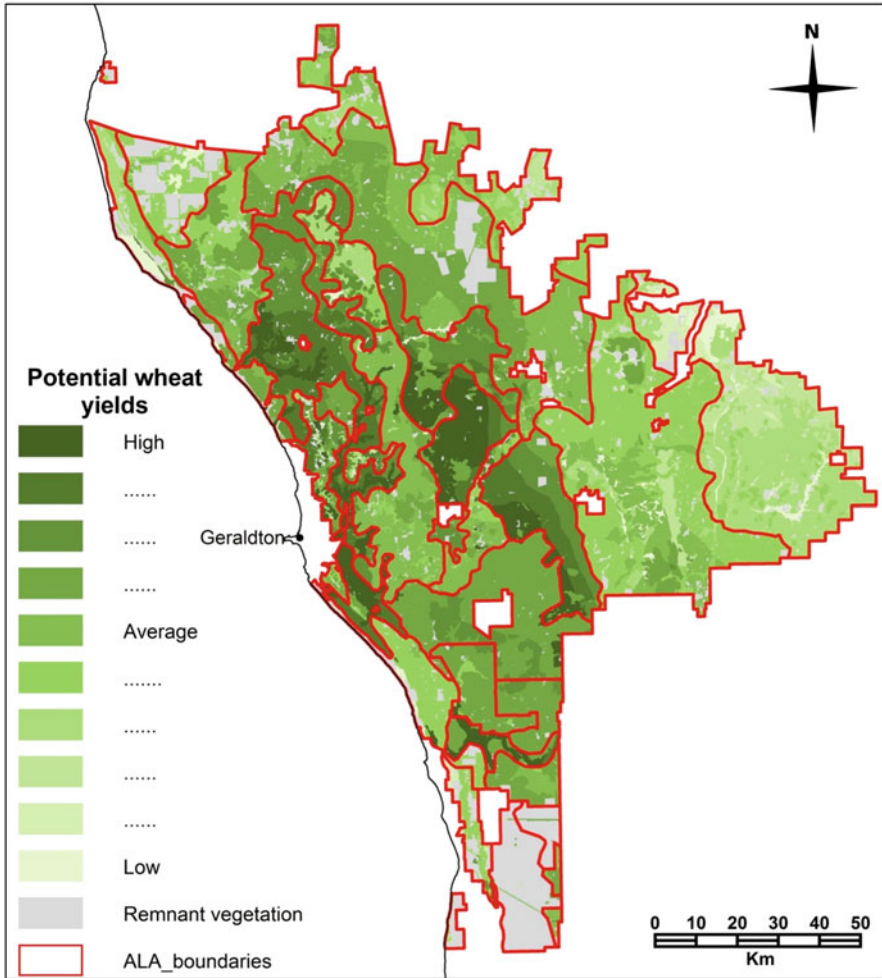 N
Potential wheat
yields
High
......
......
Geraldton
......
Average
.......
......
......
......
Low
Remnant vegetation
ALA_boundaries
0 10 20 30 40 50
Km